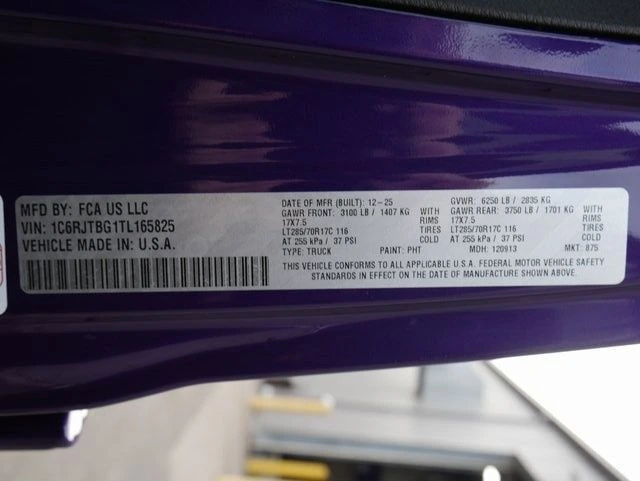 MFD BY: FCA US LLC
VIN: 1C6RJTBG1TL165825
VEHICLE MADE IN: U.S.A.
DATE OF MFR (BUILT): 12-25
GAWR FRONT: 3100 LB / 1407 KG WITH
17X7.5 RIMS
LT285/70R17C 116 TIRES
AT 255 kPa / 37 PSI COLD
TYPE: TRUCK
GVWR: 6250 LB / 2835 KG
GAWR REAR: 3750 LB / 1701 KG WITH
17X7.5 RIMS
LT285/70R17C 116 TIRES
AT 255 kPa / 37 PSI COLD
PAINT: PHT MDH: 120913 MKT: 875
THIS VEHICLE CONFORMS TO ALL APPLICABLE U.S.A. FEDERAL MOTOR VEHICLE SAFETY
STANDARDS IN EFFECT ON THE DATE OF MANUFACTURE SHOWN ABOVE.